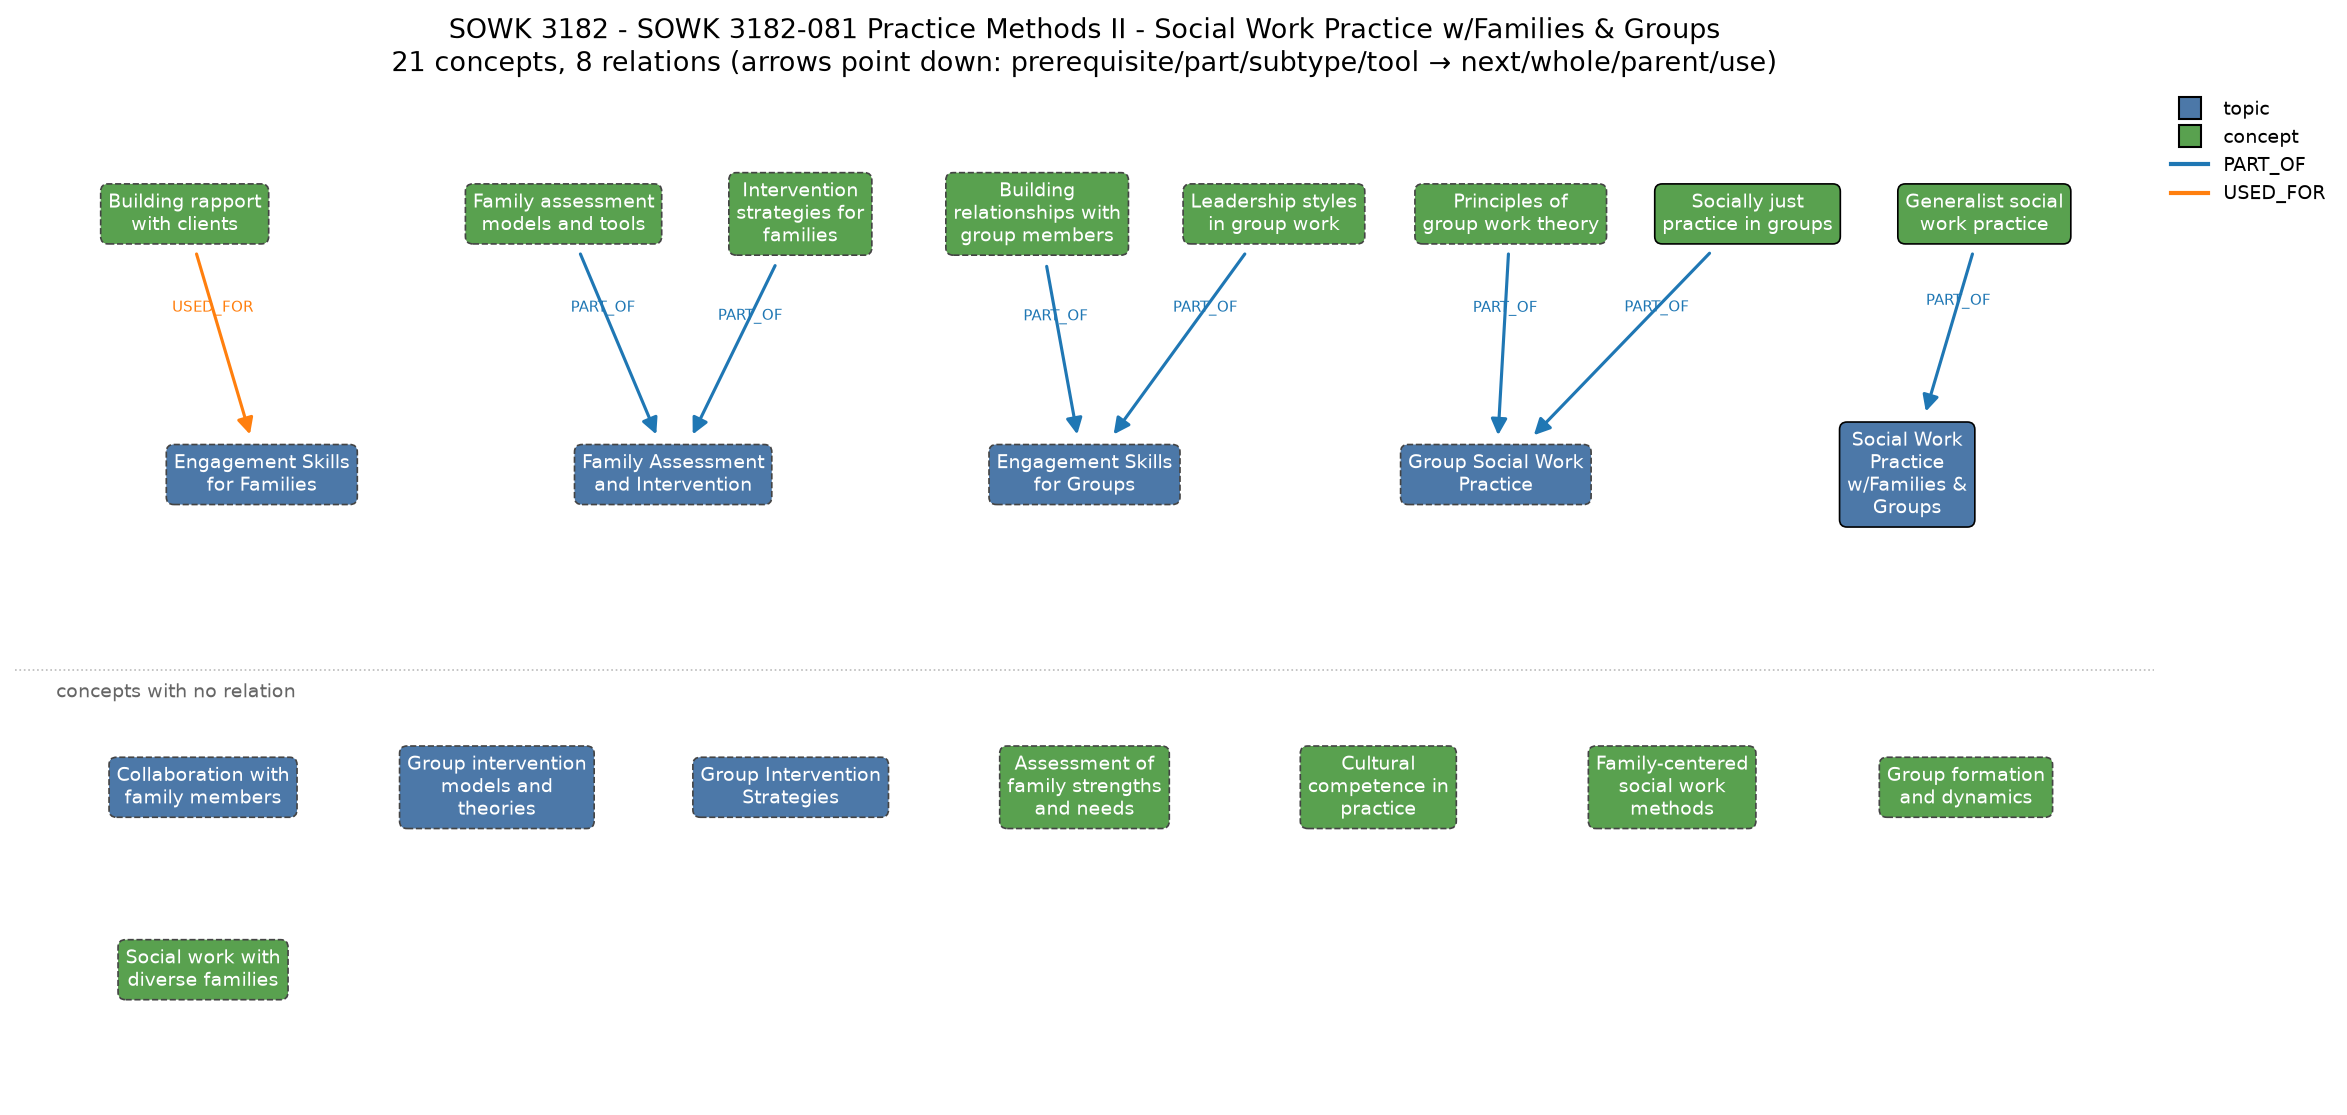 SOWK 3182 - SOWK 3182-081 Practice Methods II - Social Work Practice w/Families & Groups
21 concepts, 8 relations (arrows point down: prerequisite/part/subtype/tool → next/whole/parent/use)
topic
concept
PART_OF
USED_FOR
Building rapport
with clients
Family assessment
models and tools
Intervention
strategies for
families
Building
relationships with
group members
Leadership styles
in group work
Principles of
group work theory
Socially just
practice in groups
Generalist social
work practice
USED_FOR
PART_OF
PART_OF
PART_OF
PART_OF
PART_OF
PART_OF
PART_OF
Engagement Skills
for Families
Family Assessment
and Intervention
Engagement Skills
for Groups
Group Social Work
Practice
Social Work
Practice
w/Families &
Groups
concepts with no relation
Collaboration with
family members
Group intervention
models and
theories
Group Intervention
Strategies
Assessment of
family strengths
and needs
Cultural
competence in
practice
Family-centered
social work
methods
Group formation
and dynamics
Social work with
diverse families